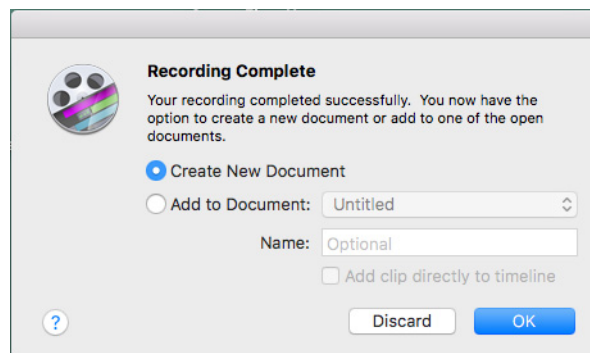 Recording Complete
Your recording completed successfully. You now have the
option to create a new document or add to one of the open
documents.
Create New Document
Add to Document: Untitled
Name: Optional
Add clip directly to timeline
? Discard OK